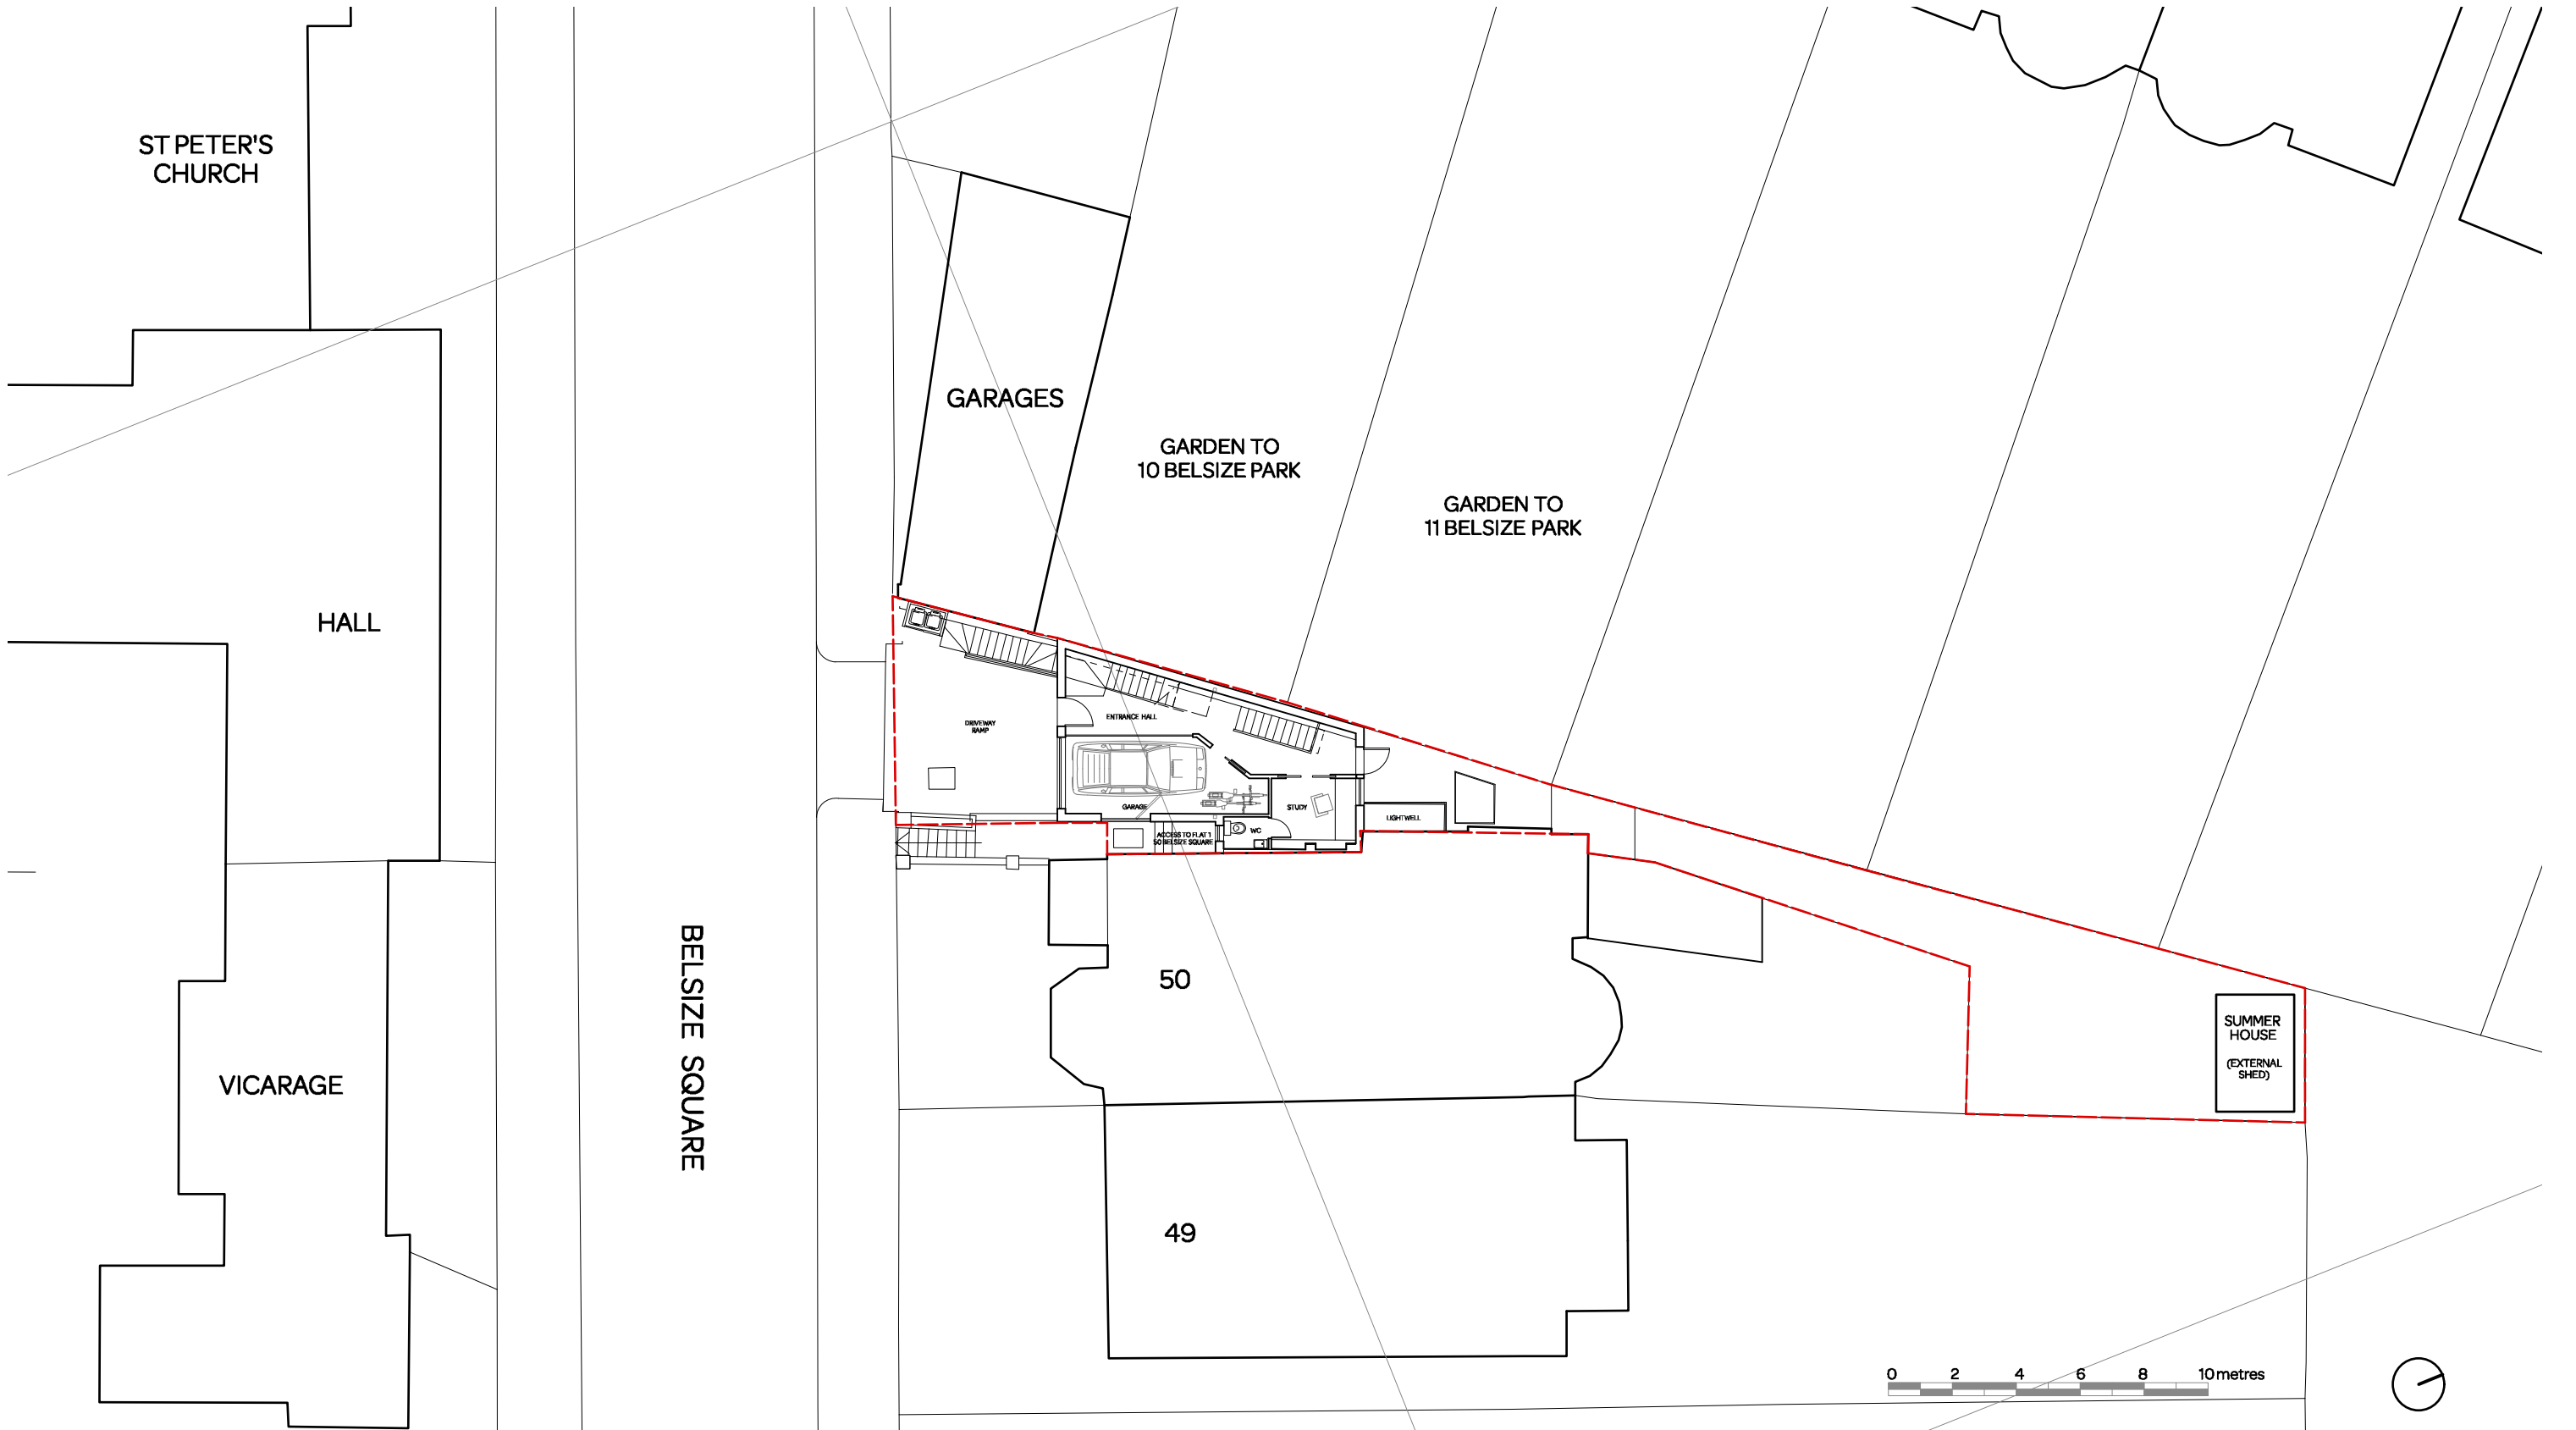 ST PETER'S
CHURCH
GARAGES
GARDEN TO
10 BELSIZE PARK
GARDEN TO
11 BELSIZE PARK
HALL
ENTRANCE HALL
DRIVEWAY
RAMP
GARAGE
STUDY
LIGHTWELL
ACCESS TO FLAT 1
50 BELSIZE SQUARE
WC
BELSIZE SQUARE
50
SUMMER
HOUSE
(EXTERNAL
SHED)
VICARAGE
49
0 2 4 6 8 10 metres